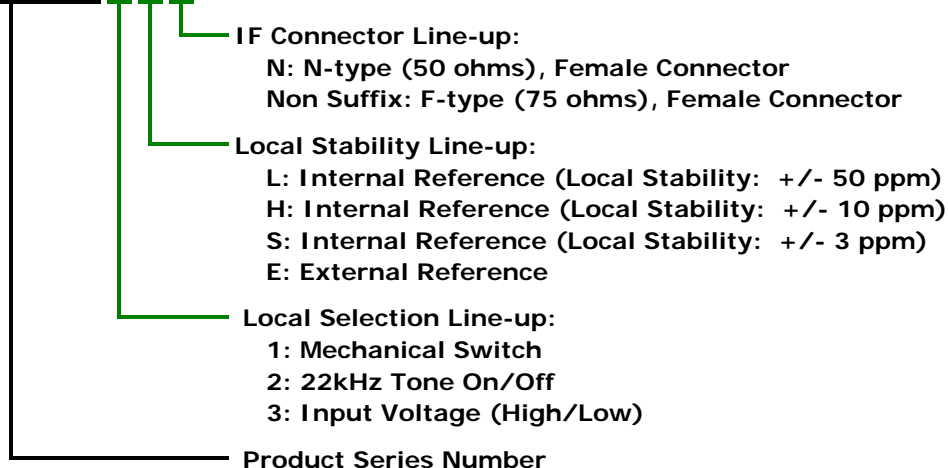 IF Connector Line-up:
N: N-type (50 ohms), Female Connector
Non Suffix: F-type (75 ohms), Female Connector
Local Stability Line-up:
L: Internal Reference (Local Stability: +/- 50 ppm)
H: Internal Reference (Local Stability: +/- 10 ppm)
S: Internal Reference (Local Stability: +/- 3 ppm)
E: External Reference
Local Selection Line-up:
1: Mechanical Switch
2: 22kHz Tone On/Off
3: Input Voltage (High/Low)
Product Series Number